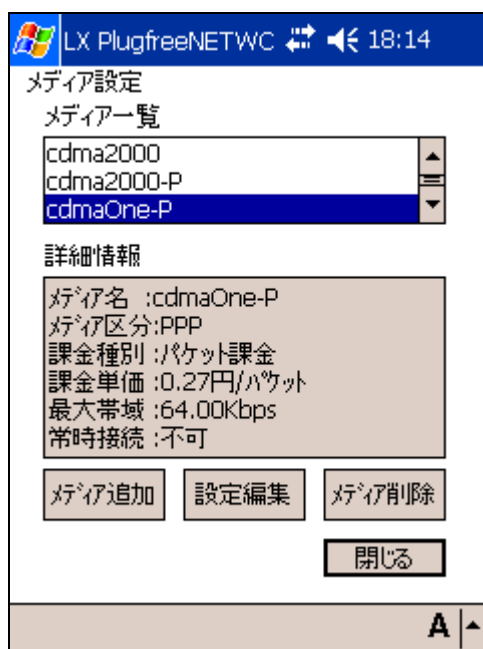 LX PlugfreeNETWC 18:14
メディア設定
メディア一覧
cdma2000
cdma2000-P
cdmaOne-P
詳細情報
ﾒﾃﾞｨｱ名 :cdmaOne-P
ﾒﾃﾞｨｱ区分:PPP
課金種別 :ﾊﾟｹｯﾄ課金
課金単価 :0.27円/ﾊﾟｹｯﾄ
最大帯域 :64.00Kbps
常時接続 :不可
ﾒﾃﾞｨｱ追加 設定編集 ﾒﾃﾞｨｱ削除
閉じる
A